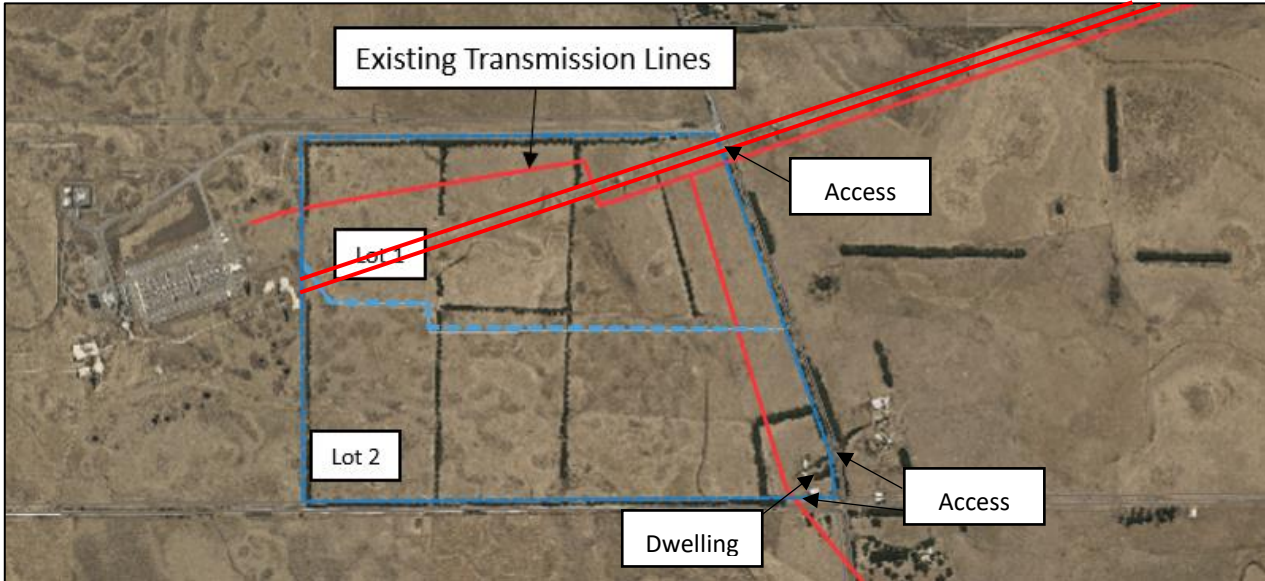 Existing Transmission Lines
Access
Lot 1
Lot 2
Access
Dwelling